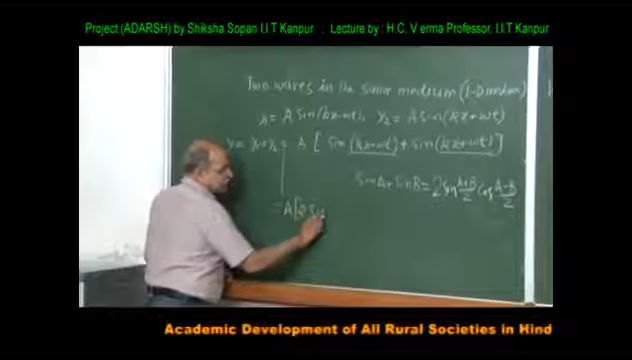 Project (ADARSH) by Shiksha Sopan I.I.T Kanpur : Lecture by : H.C. V erma Professor, I.I.T Kanpur
Two waves in the same medium (1-Dimension)
y₁ = A sin(kx-ωt), y₂ = A sin(kx+ωt)
y = y₁+y₂ = A [ sin(kx-ωt) + sin(kx+ωt) ]
sin A + sin B = 2 sin (A+B)/2 cos (A-B)/2
= A[2 sin
Academic Development of All Rural Societies in Hind